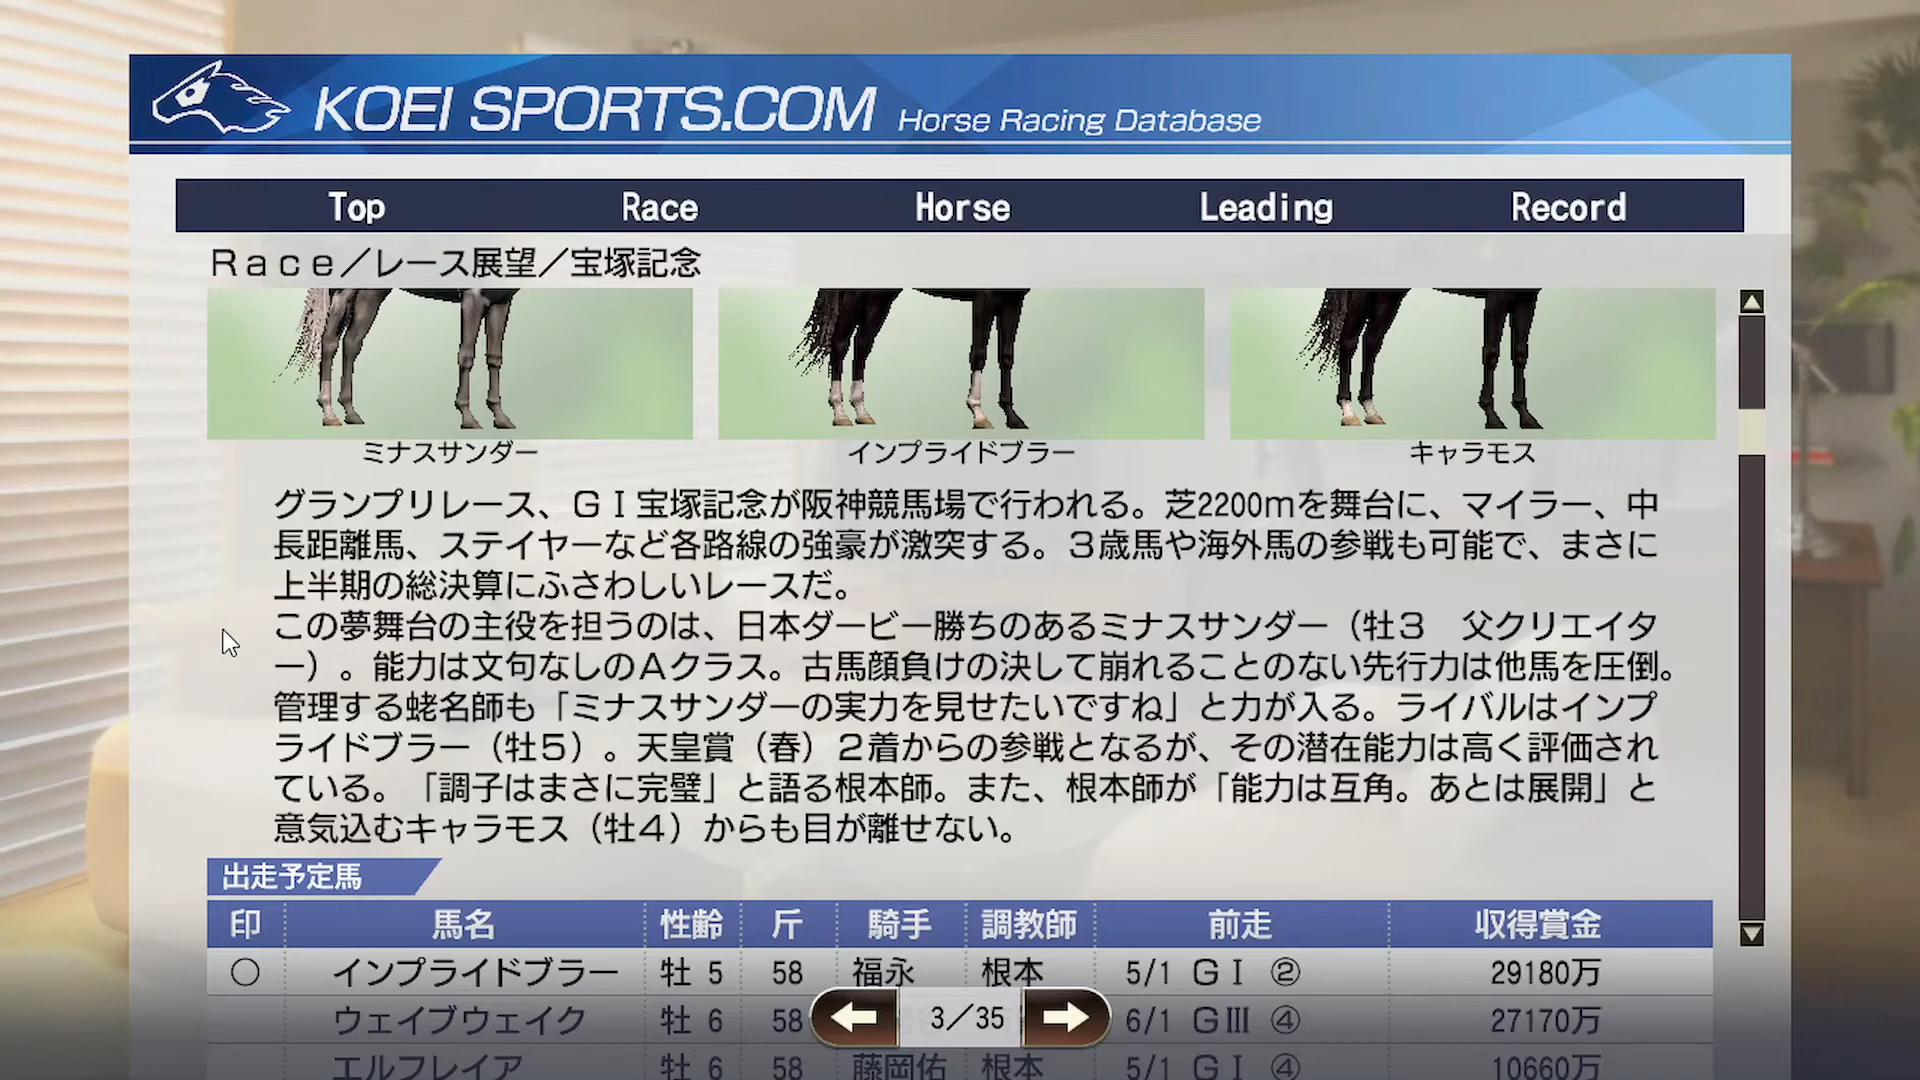 KOEI SPORTS.COM Horse Racing Database
Top Race Horse Leading Record
Race／レース展望／宝塚記念
ミナスサンダー インプライドブラー キャラモス
グランプリレース、ＧⅠ宝塚記念が阪神競馬場で行われる。芝2200mを舞台に、マイラー、中
長距離馬、ステイヤーなど各路線の強豪が激突する。３歳馬や海外馬の参戦も可能で、まさに
上半期の総決算にふさわしいレースだ。
この夢舞台の主役を担うのは、日本ダービー勝ちのあるミナスサンダー（牡３　父クリエイタ
ー）。能力は文句なしのＡクラス。古馬顔負けの決して崩れることのない先行力は他馬を圧倒。
管理する蛯名師も「ミナスサンダーの実力を見せたいですね」と力が入る。ライバルはインプ
ライドブラー（牡５）。天皇賞（春）２着からの参戦となるが、その潜在能力は高く評価され
ている。「調子はまさに完璧」と語る根本師。また、根本師が「能力は互角。あとは展開」と
意気込むキャラモス（牡４）からも目が離せない。
出走予定馬
印 馬名 性齢 斤 騎手 調教師 前走 収得賞金
○ インプライドブラー 牡 5 58 福永 根本 5/1 ＧⅠ ② 29180万
ウェイブウェイク 牡 6 58 6/1 ＧⅢ ④ 27170万
3／35
エルフレイア 牡 6 58 藤岡佑 根本 5/1 ＧⅠ ④ 10660万